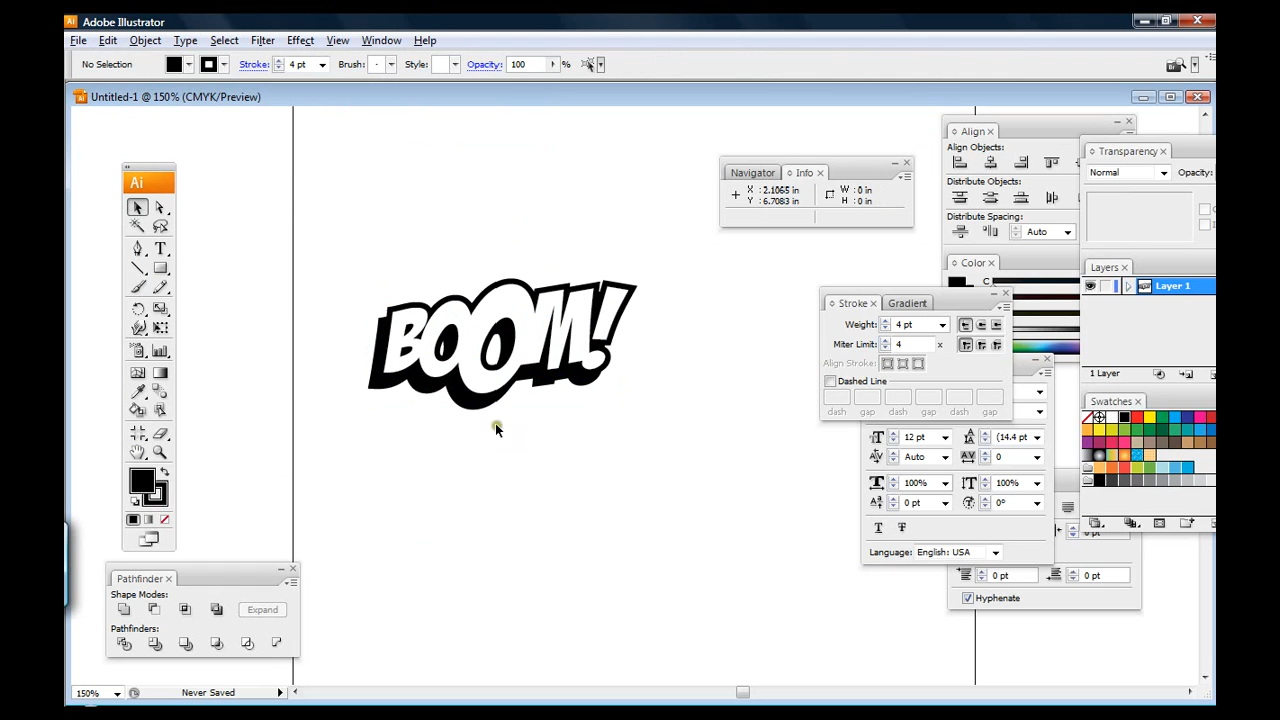 Ai Adobe Illustrator
File Edit Object Type Select Filter Effect View Window Help
No Selection Stroke: 4 pt Brush: Style: Opacity: 100 % Br
Untitled-1 @ 150% (CMYK/Preview)
Ai
T
Pathfinder
Shape Modes:
Expand
Pathfinders:
BOOM!
Navigator Info
X : 2.1065 in
Y : 6.7083 in
W : 0 in
H : 0 in
Align
Align Objects:
Distribute Objects:
Distribute Spacing:
Auto
Color
C
Transparency
Normal Opacity:
Layers
Layer 1
1 Layer
Swatches
Stroke Gradient
Weight: 4 pt
Miter Limit: 4 x
Align Stroke:
Dashed Line
dash gap dash gap dash gap
12 pt (14.4 pt
Auto 0
100% 100%
0 pt 0°
T T
Language: English: USA
0 pt
0 pt 0 pt
Hyphenate
150% Never Saved